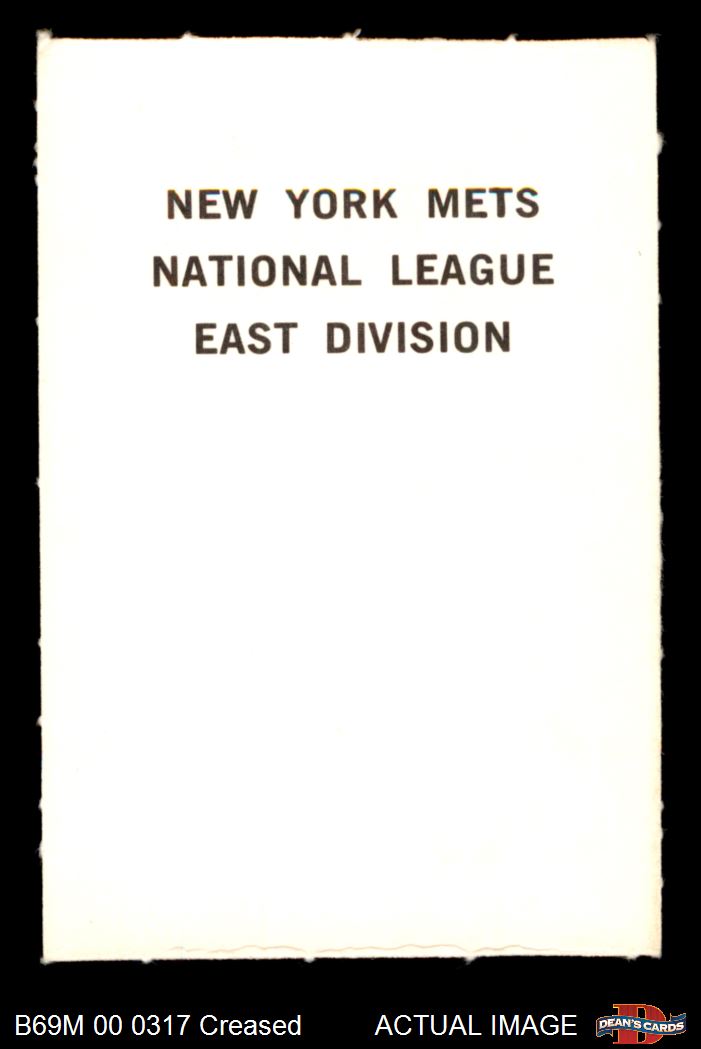 NEW YORK METS
NATIONAL LEAGUE
EAST DIVISION
B69M 00 0317 Creased
ACTUAL IMAGE
D
DEAN'S CARDS